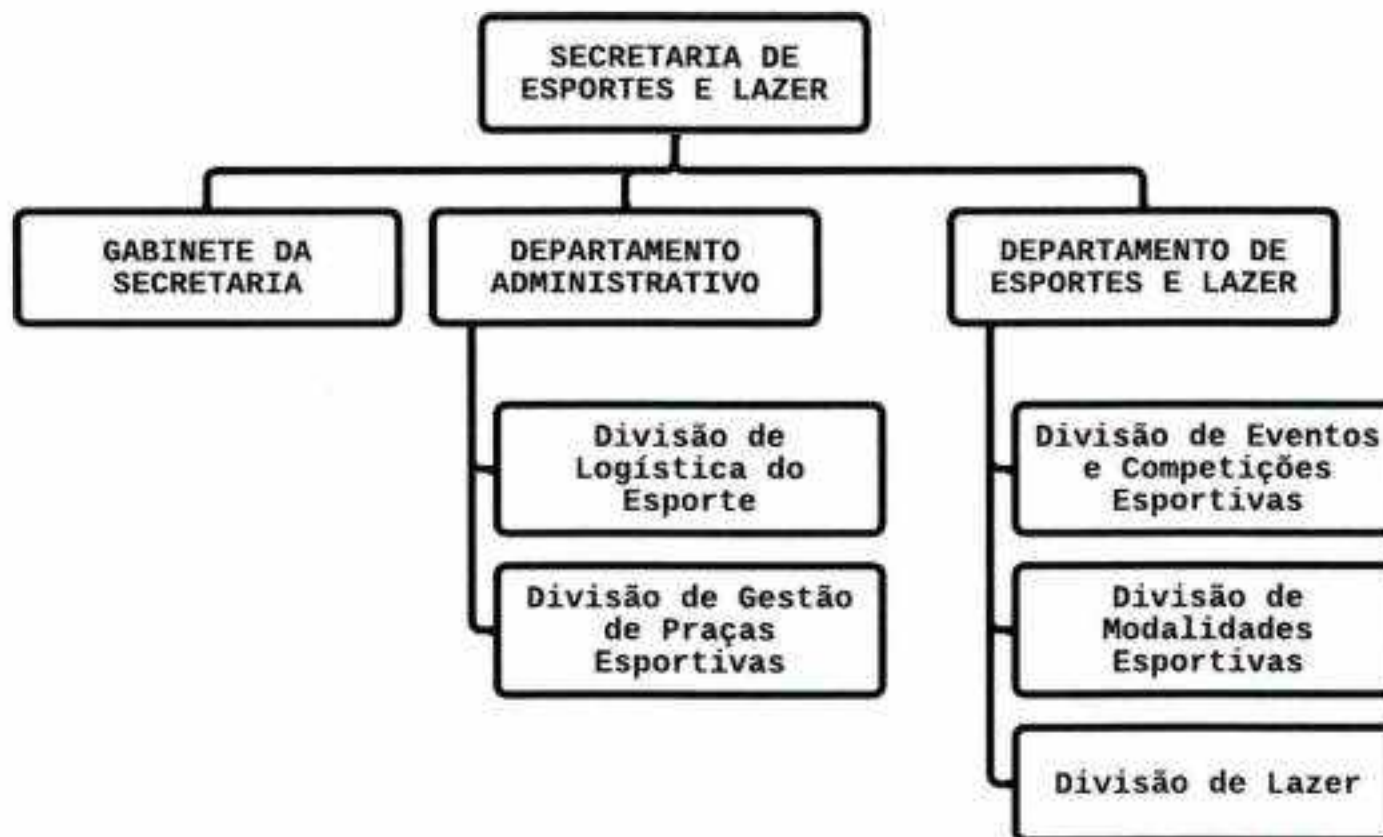 SECRETARIA DE
ESPORTES E LAZER
GABINETE DA
SECRETARIA
DEPARTAMENTO
ADMINISTRATIVO
DEPARTAMENTO DE
ESPORTES E LAZER
Divisão de
Logística do
Esporte
Divisão de Gestão
de Praças
Esportivas
Divisão de Eventos
e Competições
Esportivas
Divisão de
Modalidades
Esportivas
Divisão de Lazer